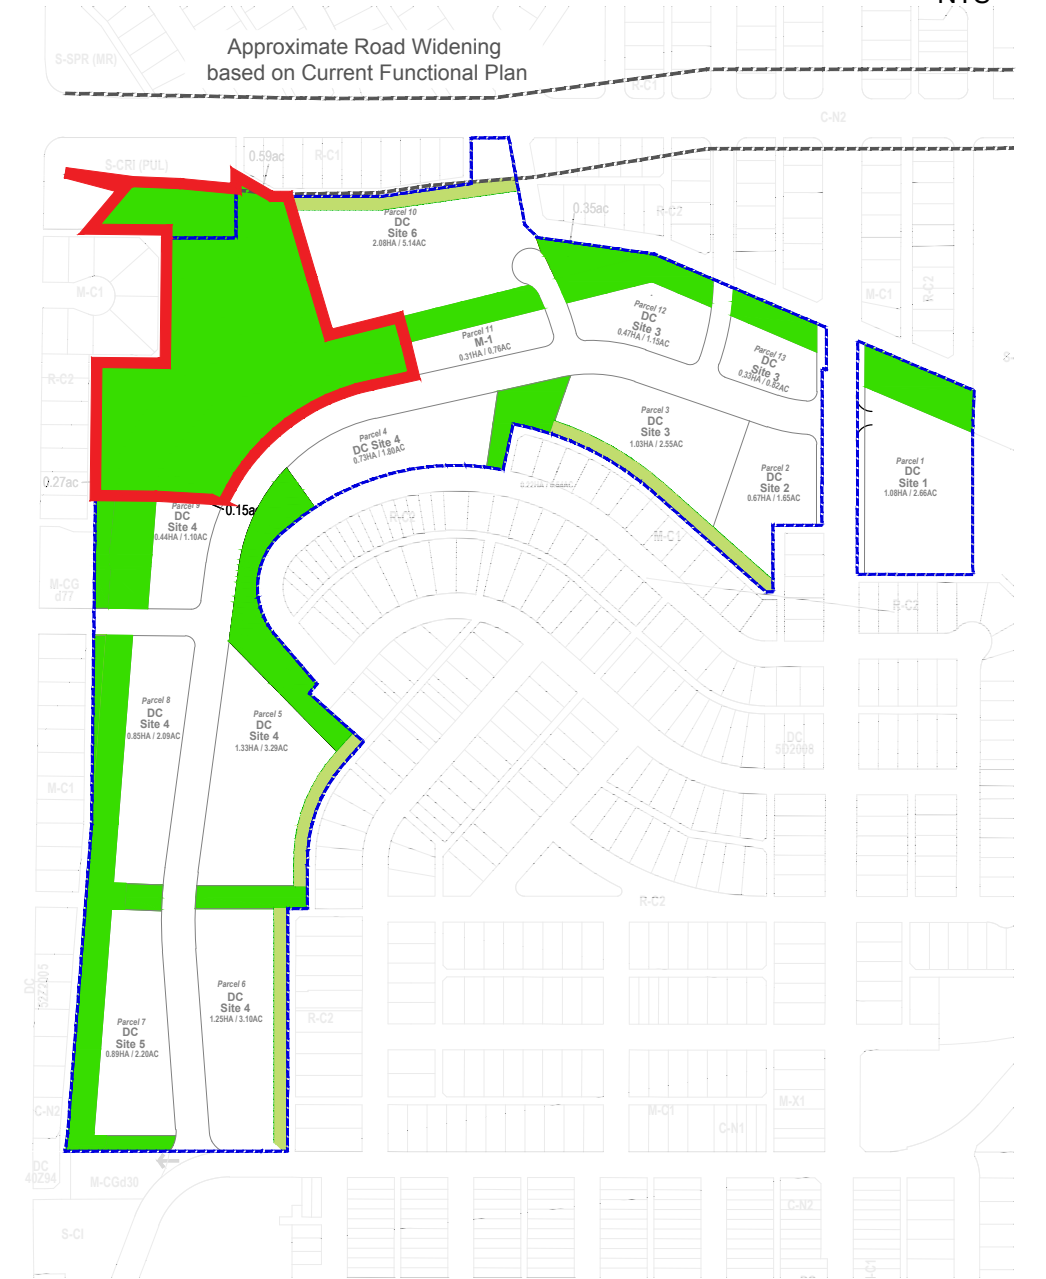 Approximate Road Widening
based on Current Functional Plan
S-SPR (MR)
R-C1
C-N2
S-CRI (PUL)
0.59ac
R-C1
0.35ac
R-C2
Parcel 10
DC
Site 6
2.08HA / 5.14AC
M-C1
M-C1
R-C2
Parcel 12
DC
Site 3
0.47HA / 1.15AC
Parcel 11
M-1
0.31HA / 0.76AC
Parcel 13
DC
Site 3
0.33HA / 0.82AC
R-C2
Parcel 4
DC Site 4
0.73HA / 1.80AC
Parcel 3
DC
Site 3
1.03HA / 2.55AC
Parcel 2
DC
Site 2
0.67HA / 1.65AC
Parcel 1
DC
Site 1
1.08HA / 2.66AC
0.27ac
0.15a
Parcel 9
DC
Site 4
0.44HA / 1.10AC
M-C1
M-CG
d77
R-C2
Parcel 8
DC
Site 4
0.85HA / 2.09AC
Parcel 5
DC
Site 4
1.33HA / 3.29AC
DC
5D2008
M-C1
R-C2
DC
52Z2005
Parcel 6
DC
Site 4
1.25HA / 3.10AC
R-C2
Parcel 7
DC
Site 5
0.89HA / 2.20AC
C-N2
M-C1
M-X1
C-N1
DC
40Z94
M-CGd30
C-N2
S-CI